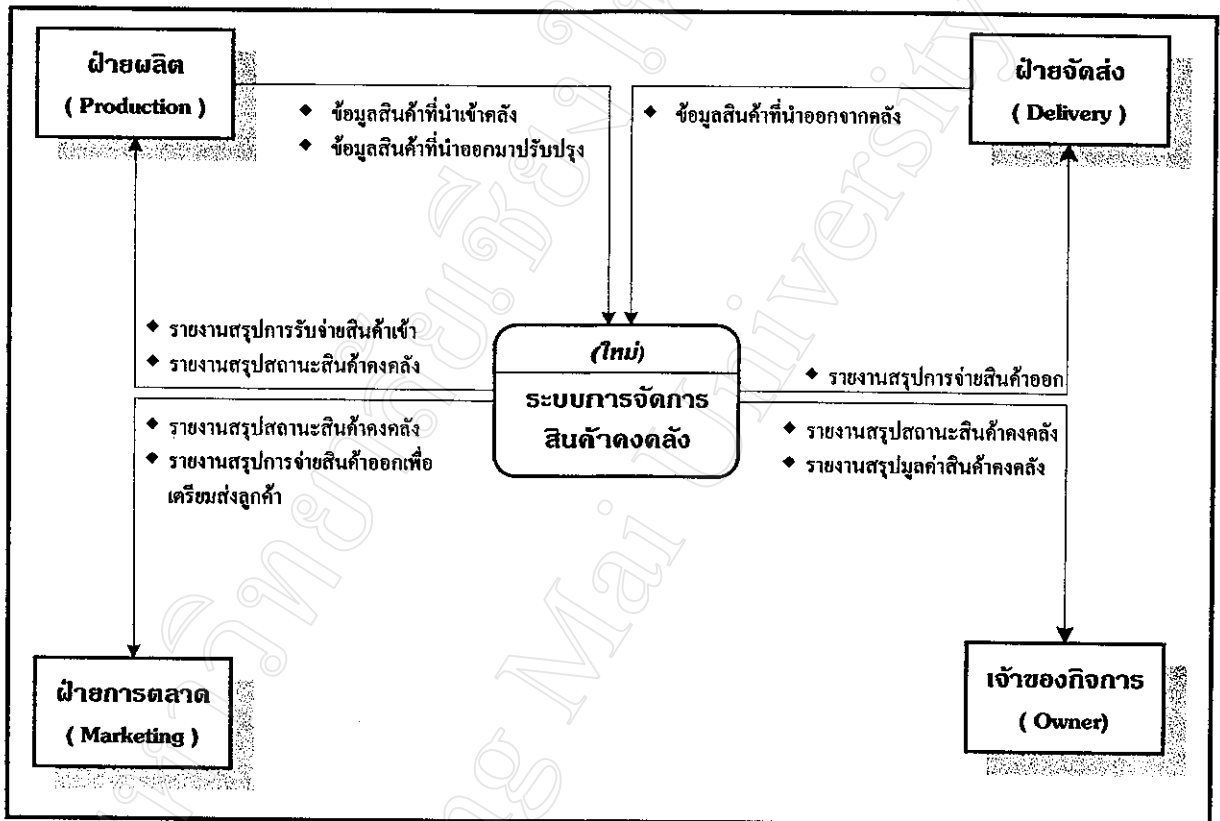 ฝ่ายผลิต
( Production )
ฝ่ายจัดส่ง
( Delivery )
◆ ข้อมูลสินค้าที่นำเข้าคลัง
◆ ข้อมูลสินค้าที่นำออกมาปรับปรุง
◆ ข้อมูลสินค้าที่นำออกจากคลัง
◆ รายงานสรุปการรับจ่ายสินค้าเข้า
◆ รายงานสรุปสถานะสินค้าคงคลัง
(ใหม่)
ระบบการจัดการ
สินค้าคงคลัง
◆ รายงานสรุปการจ่ายสินค้าออก
◆ รายงานสรุปสถานะสินค้าคงคลัง
◆ รายงานสรุปการจ่ายสินค้าออกเพื่อ
เตรียมส่งลูกค้า
◆ รายงานสรุปสถานะสินค้าคงคลัง
◆ รายงานสรุปมูลค่าสินค้าคงคลัง
ฝ่ายการตลาด
( Marketing )
เจ้าของกิจการ
( Owner)
Mai University